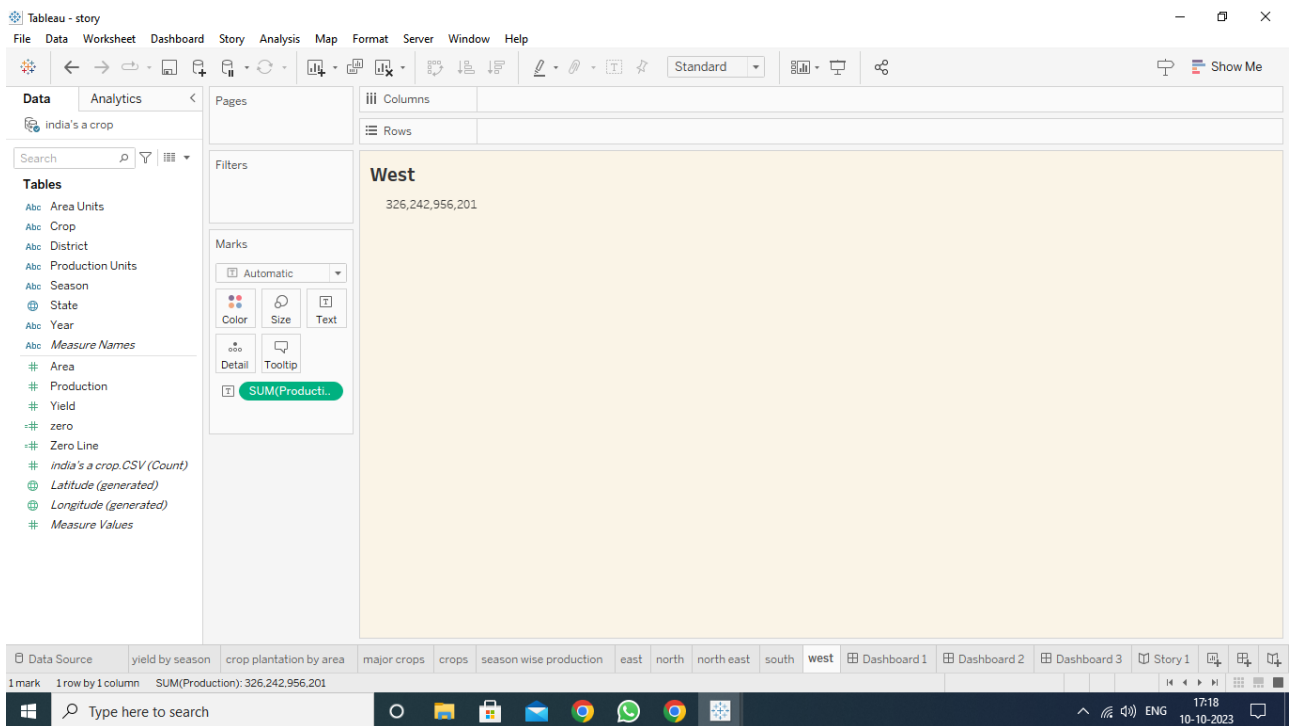 Tableau - story
File Data Worksheet Dashboard Story Analysis Map Format Server Window Help
Standard
Show Me
Data Analytics
india's a crop
Search
Tables
Abc Area Units
Abc Crop
Abc District
Abc Production Units
Abc Season
State
Abc Year
Abc Measure Names
# Area
# Production
# Yield
=# zero
=# Zero Line
# india's a crop.CSV (Count)
Latitude (generated)
Longitude (generated)
# Measure Values
Pages
Filters
Marks
T Automatic
Color Size Text
Detail Tooltip
T SUM(Producti..
iii Columns
Rows
West
326,242,956,201
Data Source yield by season crop plantation by area major crops crops season wise production east north north east south west Dashboard 1 Dashboard 2 Dashboard 3 Story 1
1 mark 1 row by 1 column SUM(Production): 326,242,956,201
Type here to search
ENG
17:18
10-10-2023